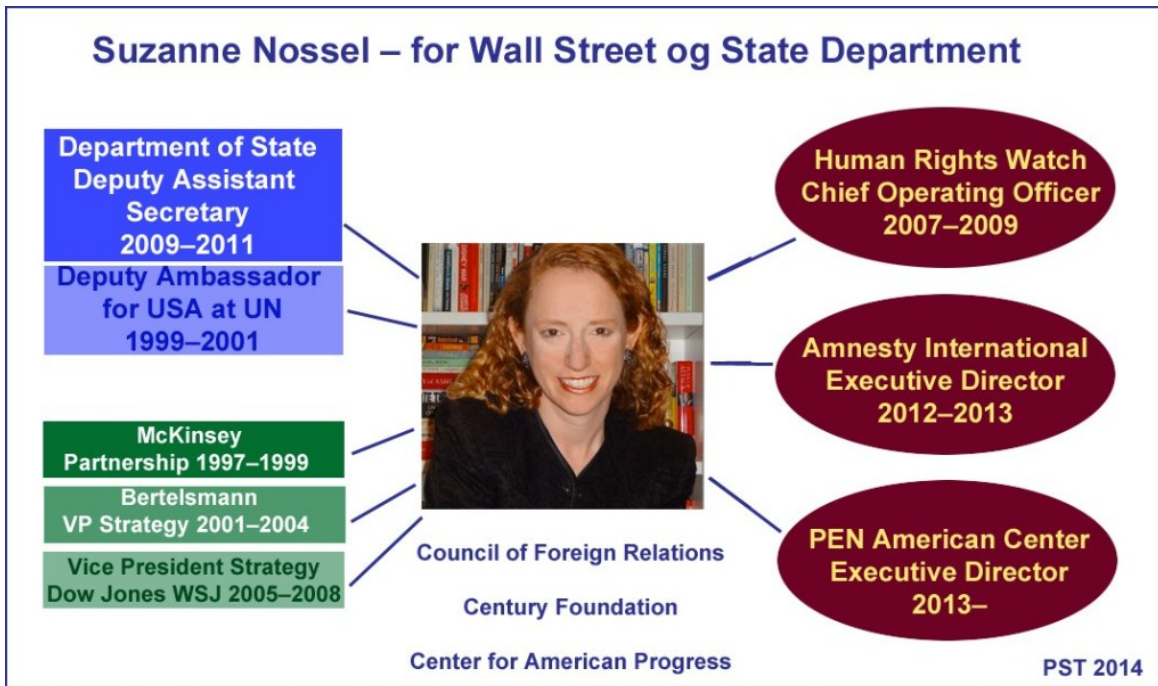 Suzanne Nossel – for Wall Street og State Department
Department of State
Deputy Assistant
Secretary
2009–2011
Deputy Ambassador
for USA at UN
1999–2001
McKinsey
Partnership 1997–1999
Bertelsmann
VP Strategy 2001–2004
Vice President Strategy
Dow Jones WSJ 2005–2008
Council of Foreign Relations
Century Foundation
Center for American Progress
Human Rights Watch
Chief Operating Officer
2007–2009
Amnesty International
Executive Director
2012–2013
PEN American Center
Executive Director
2013–
PST 2014